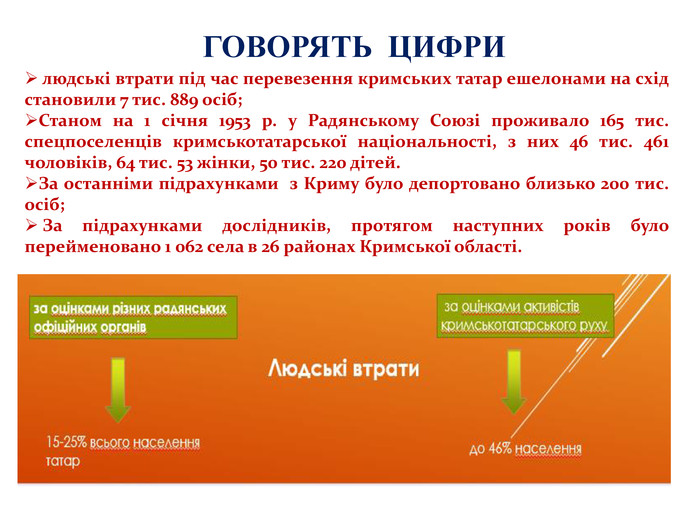 ГОВОРЯТЬ ЦИФРИ
➢ людські втрати під час перевезення кримських татар ешелонами на схід
становили 7 тис. 889 осіб;
➢Станом на 1 січня 1953 р. у Радянському Союзі проживало 165 тис.
спецпоселенців кримськотатарської національності, з них 46 тис. 461
чоловіків, 64 тис. 53 жінки, 50 тис. 220 дітей.
➢За останніми підрахунками з Криму було депортовано близько 200 тис.
осіб;
➢ За підрахунками дослідників, протягом наступних років було
перейменовано 1 062 села в 26 районах Кримської області.
за оцінками різних радянських
офіційних органів
за оцінками активістів
кримськотатарського руху
Людські втрати
15-25% всього населення
татар
до 46% населення